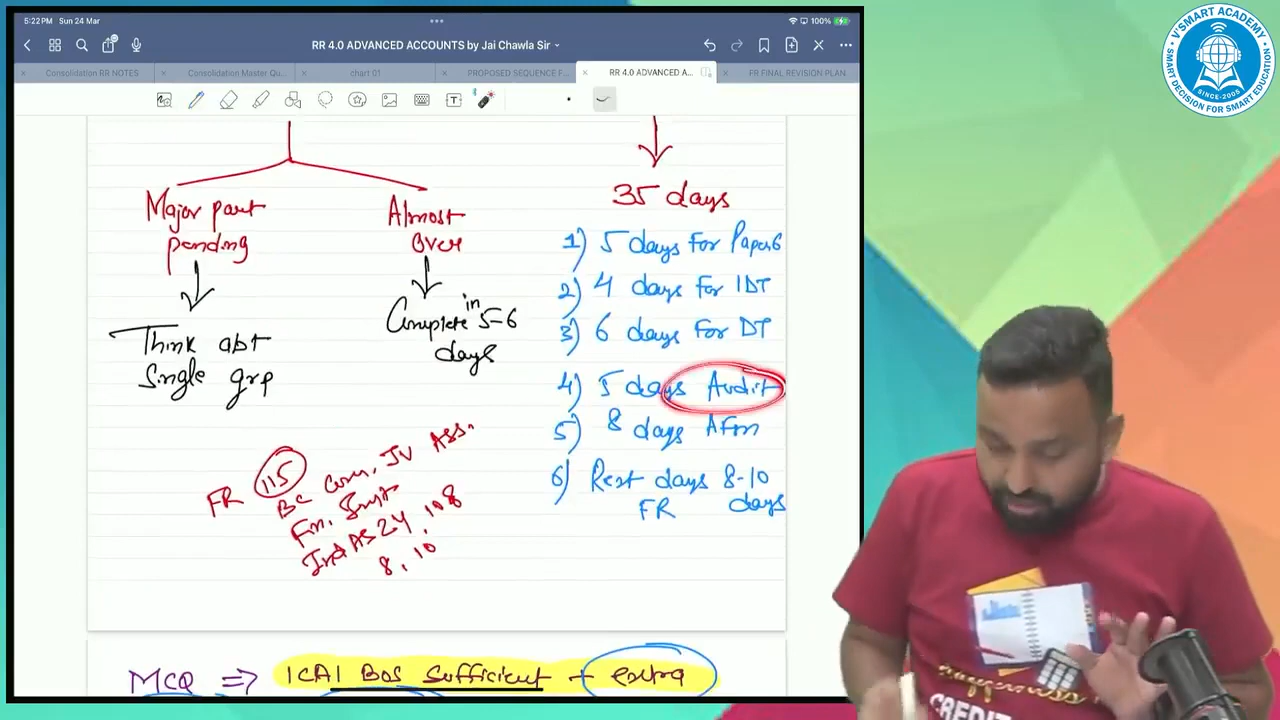 5:22 PM Sun 24 Mar
100%
RR 4.0 ADVANCED ACCOUNTS by Jai Chawla Sir
Consolidation RR NOTES
Consolidation Master Qu...
chart 01
PROPOSED SEQUENCE F...
RR 4.0 ADVANCED A...
FR FINAL REVISION PLAN
Major part
pending
Think abt
Single grp
Almost
over
Complete in 5-6
days
35 days
1) 5 days For Paper6
2) 4 days For IDT
3) 6 days For DT
4) 5 days Audit
5) 8 days AFM
6) Rest days 8-10
FR days
FR 115
BC Com, JV Ass.
Fin.
Ind AS 24, 108
8, 10
MCQ ⇒ ICAI BOS Sufficient + extra
V'SMART ACADEMY
SINCE-2005
SMART DECISION FOR SMART EDUCATION
happenness
CREDIT